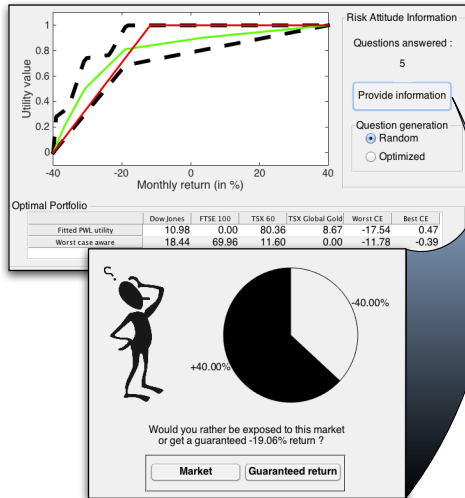 Risk Attitude Information
Questions answered :
5
Provide information
Question generation
Random
Optimized
1
0.8
0.6
0.4
0.2
0
Utility value
-40 -20 0 20 40
Monthly return (in %)
Optimal Portfolio
Dow Jones FTSE 100 TSX 60 TSX Global Gold Worst CE Best CE
Fitted PWL utility 10.98 0.00 80.36 8.67 -17.54 0.47
Worst case aware 18.44 69.96 11.60 0.00 -11.78 -0.39
?
-40.00%
+40.00%
Would you rather be exposed to this market
or get a guaranteed -19.06% return ?
Market Guaranteed return